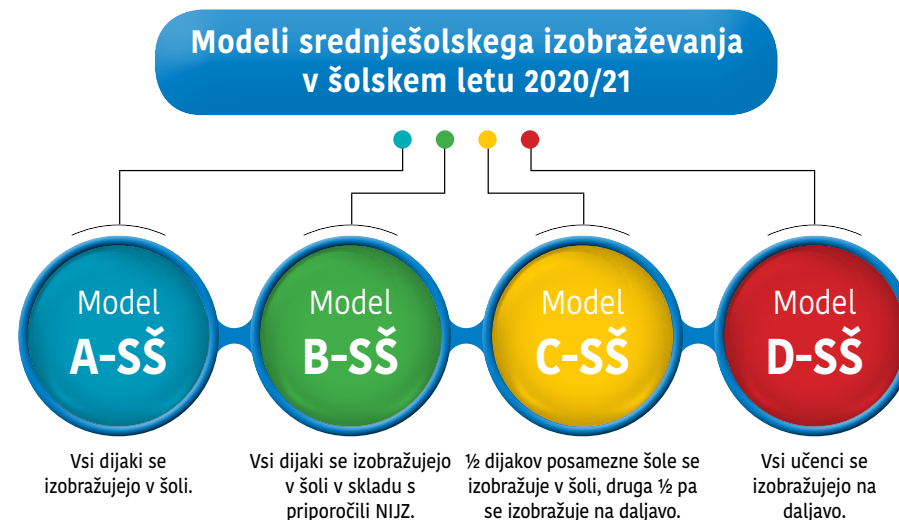 Modeli srednješolskega izobraževanja
v šolskem letu 2020/21
Model
A-SŠ
Vsi dijaki se
izobražujejo v šoli.
Model
B-SŠ
Vsi dijaki se izobražujejo
v šoli v skladu s
priporočili NIJZ.
Model
C-SŠ
½ dijakov posamezne šole se
izobražuje v šoli, druga ½ pa
se izobražuje na daljavo.
Model
D-SŠ
Vsi učenci se
izobražujejo na
daljavo.